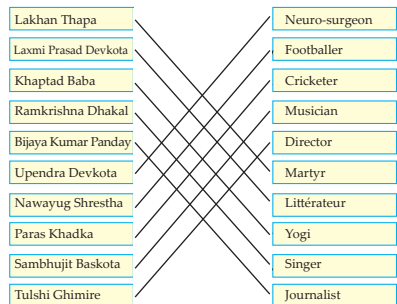 Lakhan Thapa
Neuro-surgeon
Laxmi Prasad Devkota
Footballer
Khaptad Baba
Cricketer
Ramkrishna Dhakal
Musician
Bijaya Kumar Panday
Director
Upendra Devkota
Martyr
Nawayug Shrestha
Littérateur
Paras Khadka
Yogi
Sambhujit Baskota
Singer
Tulshi Ghimire
Journalist